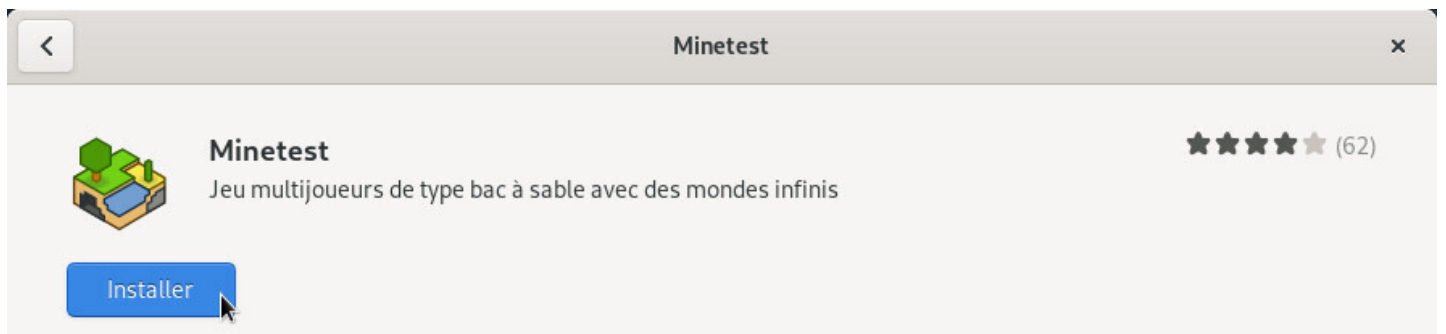 Minetest
Minetest
(62)
Jeu multijoueurs de type bac à sable avec des mondes infinis
Installer